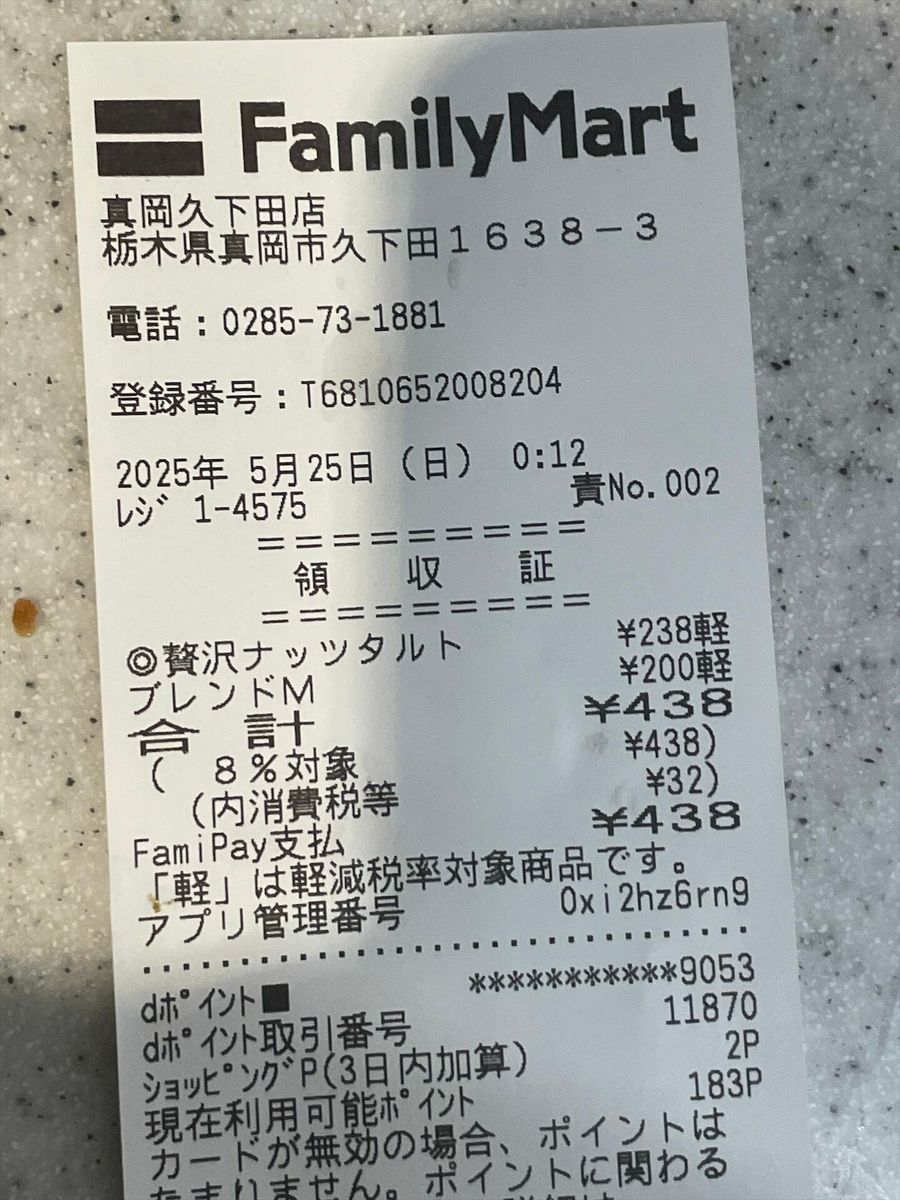 FamilyMart
真岡久下田店
栃木県真岡市久下田1638-3
電話:0285-73-1881
登録番号:T6810652008204
2025年 5月25日(日) 0:12
レジ 1-4575 責No.002
=========
領 収 証
=========
◎贅沢ナッツタルト ¥238軽
ブレンドM ¥200軽
合 計 ¥438
( 8%対象 ¥438)
(内消費税等 ¥32)
FamiPay支払 ¥438
「軽」は軽減税率対象商品です。
アプリ管理番号 0xi2hz6rn9
dポイント■ ***********9053
dポイント取引番号 11870
ショッピングP(3日内加算) 2P
現在利用可能ポイント 183P
カードが無効の場合、ポイントは
たまりません。ポイントに関わる